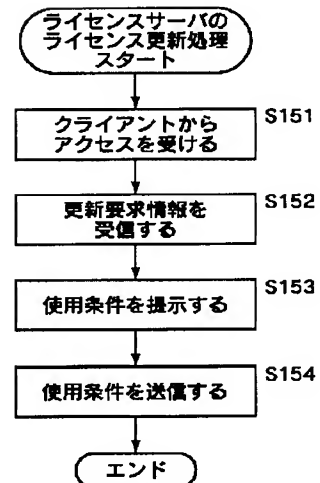 ライセンスサーバの
ライセンス更新処理
スタート
クライアントから
アクセスを受ける
S151
更新要求情報を
受信する
S152
使用条件を提示する
S153
使用条件を送信する
S154
エンド